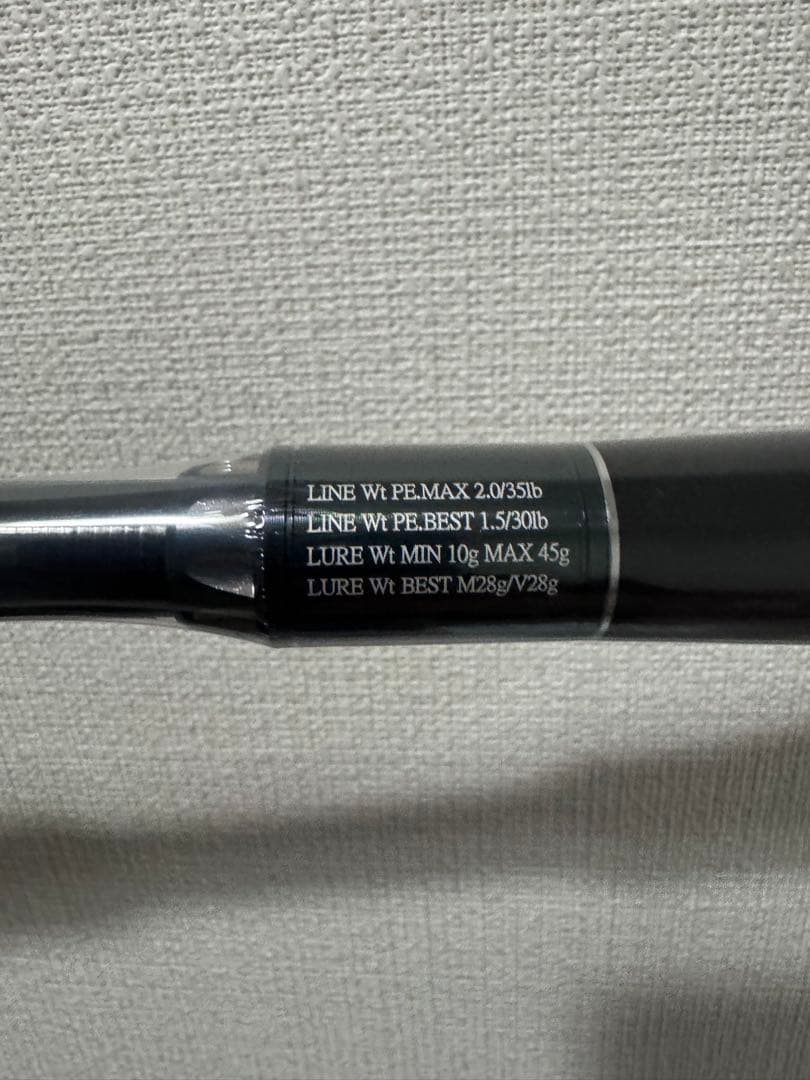 LINE Wt PE.MAX 2.0/35lb
LINE Wt PE.BEST 1.5/30lb
LURE Wt MIN 10g MAX 45g
LURE Wt BEST M28g/V28g